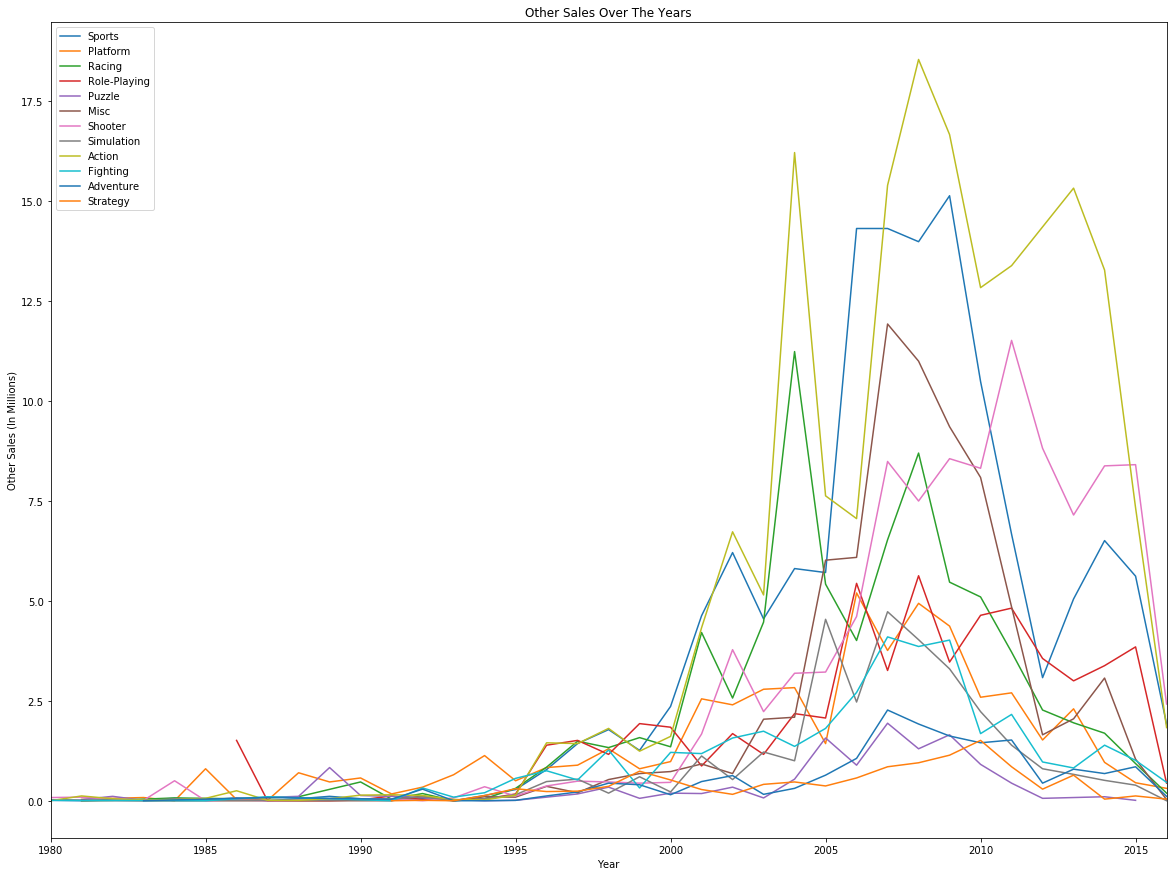 Other Sales Over The Years
Sports
Platform
Racing
Role-Playing
Puzzle
Misc
Shooter
Simulation
Action
Fighting
Adventure
Strategy
17.5
15.0
12.5
10.0
7.5
5.0
2.5
0.0
Other Sales (In Millions)
1980 1985 1990 1995 2000 2005 2010 2015
Year